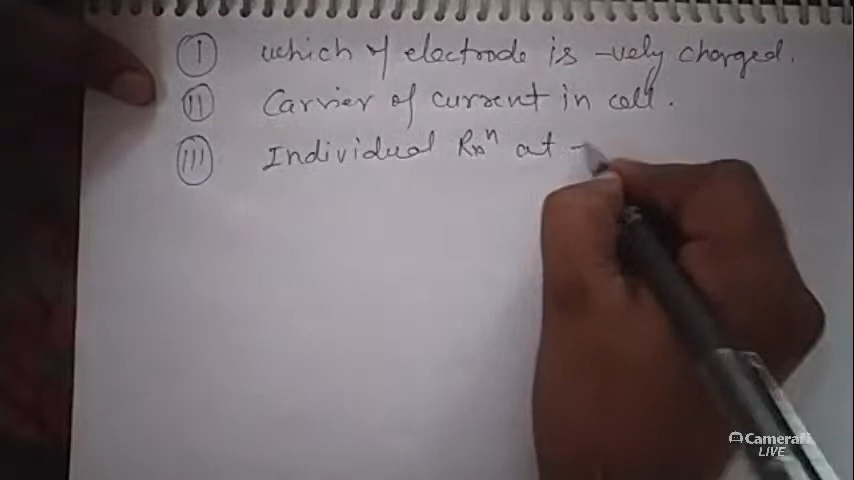 (I) which of electrode is -vely charged.
(II) Carrier of current in cell.
(III) Individual Rxn at -
CameraFi
LIVE